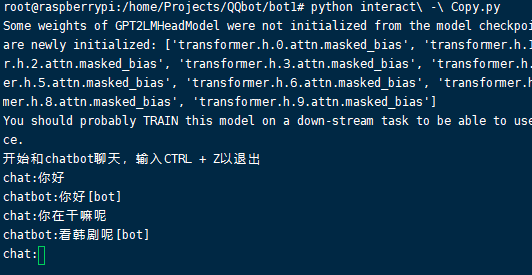 root@raspberrypi:/home/Projects/QQbot/bot1# python interact\ -\ Copy.py
Some weights of GPT2LMHeadModel were not initialized from the model checkpoi
are newly initialized: ['transformer.h.0.attn.masked_bias', 'transformer.h.1
r.h.2.attn.masked_bias', 'transformer.h.3.attn.masked_bias', 'transformer.h.
er.h.5.attn.masked_bias', 'transformer.h.6.attn.masked_bias', 'transformer.h
mer.h.8.attn.masked_bias', 'transformer.h.9.attn.masked_bias']
You should probably TRAIN this model on a down-stream task to be able to use
ce.
开始和chatbot聊天，输入CTRL + Z以退出
chat:你好
chatbot:你好[bot]
chat:你在干嘛呢
chatbot:看韩剧呢[bot]
chat: